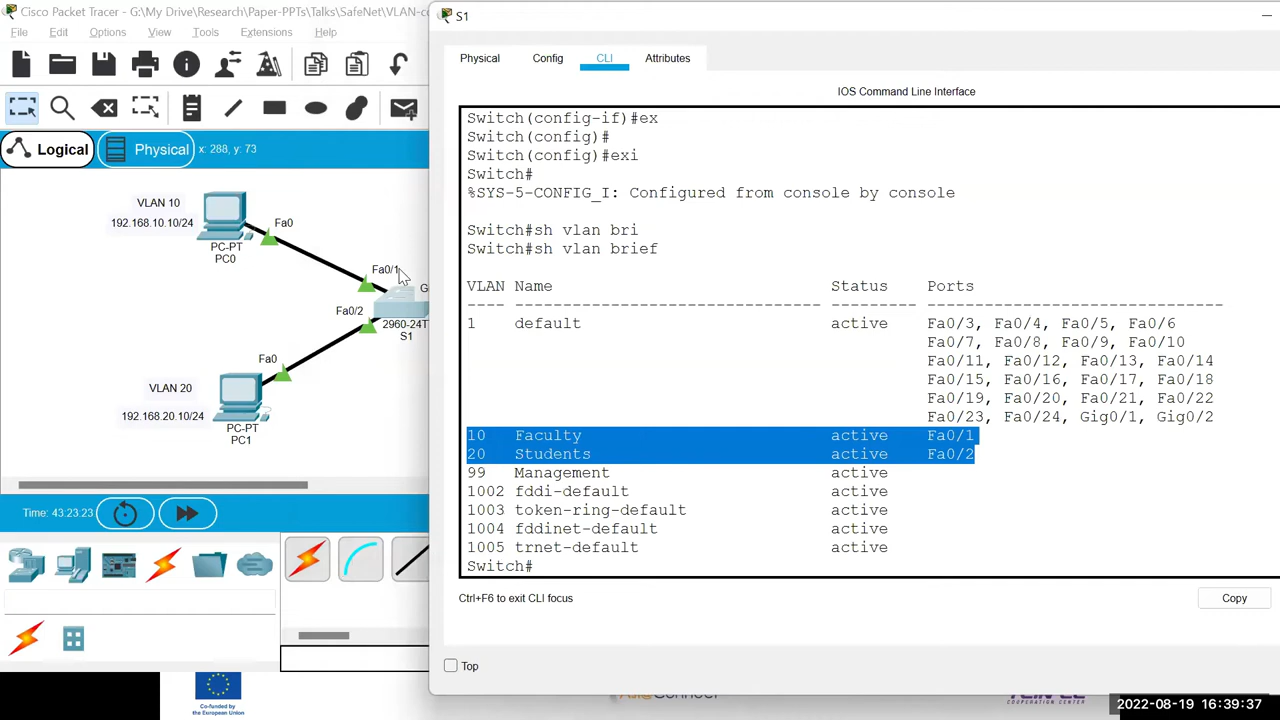 Cisco Packet Tracer - G:\My Drive\Research\Paper-PPTs\Talks\SafeNet\VLAN-co
File Edit Options View Tools Extensions Help
Logical
Physical
x: 288, y: 73
VLAN 10
192.168.10.10/24
Fa0
PC-PT
PC0
Fa0/1
G
Fa0/2
2960-24T
S1
Fa0
VLAN 20
192.168.20.10/24
PC-PT
PC1
Time: 43:23:23
Co-funded by
the European Union
S1
Physical Config CLI Attributes
IOS Command Line Interface
Switch(config-if)#ex
Switch(config)#
Switch(config)#exi
Switch#
%SYS-5-CONFIG_I: Configured from console by console
Switch#sh vlan bri
Switch#sh vlan brief
VLAN Name Status Ports
---- -------------------------------- --------- -------------------------------
1 default active Fa0/3, Fa0/4, Fa0/5, Fa0/6
Fa0/7, Fa0/8, Fa0/9, Fa0/10
Fa0/11, Fa0/12, Fa0/13, Fa0/14
Fa0/15, Fa0/16, Fa0/17, Fa0/18
Fa0/19, Fa0/20, Fa0/21, Fa0/22
Fa0/23, Fa0/24, Gig0/1, Gig0/2
10 Faculty active Fa0/1
20 Students active Fa0/2
99 Management active
1002 fddi-default active
1003 token-ring-default active
1004 fddinet-default active
1005 trnet-default active
Switch#
Ctrl+F6 to exit CLI focus
Copy
Top
COOPERATION CENTER
2022-08-19 16:39:37